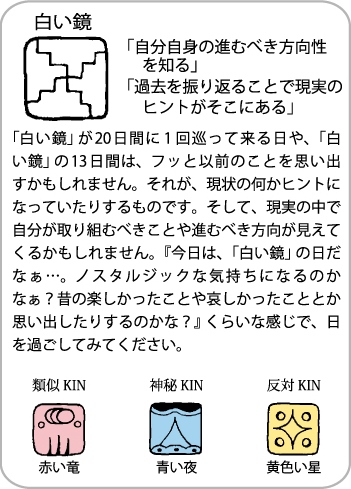 白い鏡
「自分自身の進むべき方向性
を知る」
「過去を振り返ることで現実の
ヒントがそこにある」
「白い鏡」が20日間に１回巡って来る日や、「白
い鏡」の13日間は、フッと以前のことを思い出
すかもしれません。それが、現状の何かヒントに
なっていたりするものです。そして、現実の中で
自分が取り組むべきことや進むべき方向が見えて
くるかもしれません。『今日は、「白い鏡」の日だ
なぁ…。ノスタルジックな気持ちになるのか
なぁ？昔の楽しかったことや哀しかったこととか
思い出したりするのかな？』くらいな感じで、日
を過ごしてみてください。
類似 KIN 神秘 KIN 反対 KIN
赤い竜 青い夜 黄色い星